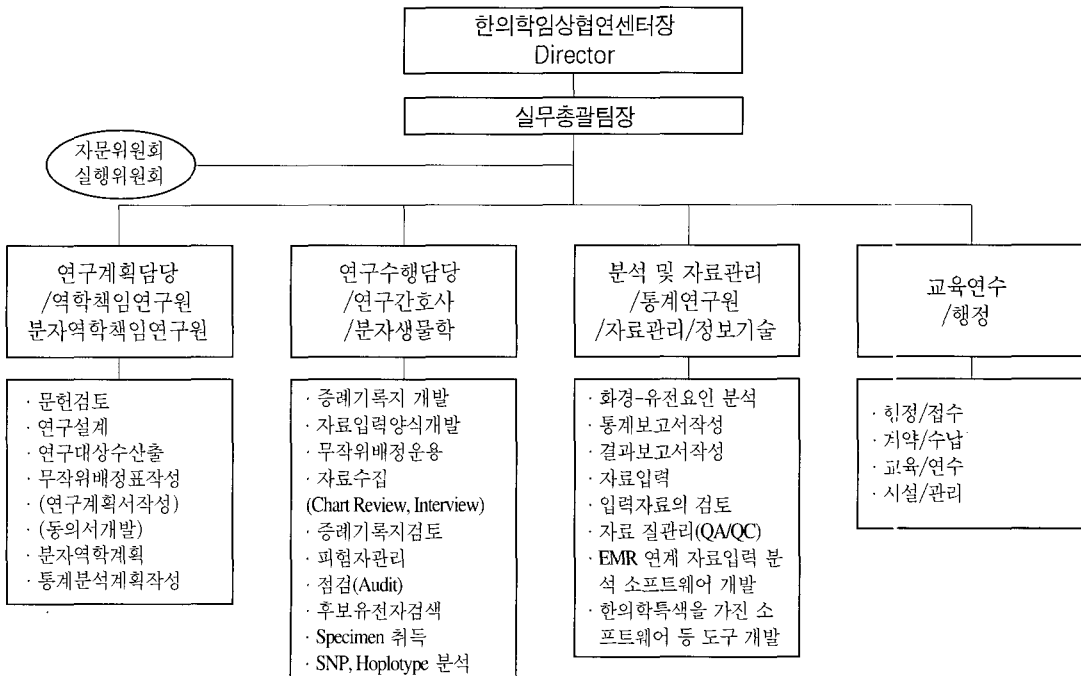 한의학임상협연센터장
Director
실무총괄팀장
자문위원회
실행위원회
연구계획담당
/역학책임연구원
분자역학책임연구원
· 문헌검토
· 연구설계
· 연구대상수산출
· 무작위배정표작성
· (연구계획서작성)
· (동의서개발)
· 분자역학계획
· 통계분석계획작성
연구수행담당
/연구간호사
/분자생물학
· 증례기록지 개발
· 자료입력양식개발
· 무작위배정운용
· 자료수집
(Chart Review, Interview)
· 증례기록지검토
· 피험자관리
· 점검(Audit)
· 후보유전자검색
· Specimen 취득
· SNP, Hoplotype 분석
분석 및 자료관리
/통계연구원
/자료관리/정보기술
· 화경-유전요인 분석
· 통계보고서작성
· 결과보고서작성
· 자료입력
· 입력자료의 검토
· 자료 질관리(QA/QC)
· EMR 연계 자료입력 분
석 소프트웨어 개발
· 한의학특색을 가진 소
프트웨어 등 도구 개발
교육연수
/행정
· 행정/접수
· 계약/수납
· 교육/연수
· 시설/관리